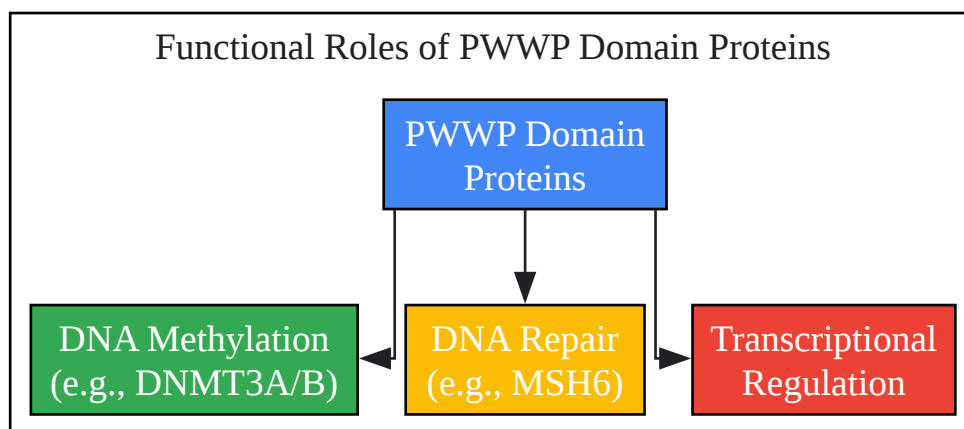 Functional Roles of PWWP Domain Proteins
PWWP Domain
Proteins
DNA Methylation
(e.g., DNMT3A/B)
DNA Repair
(e.g., MSH6)
Transcriptional
Regulation